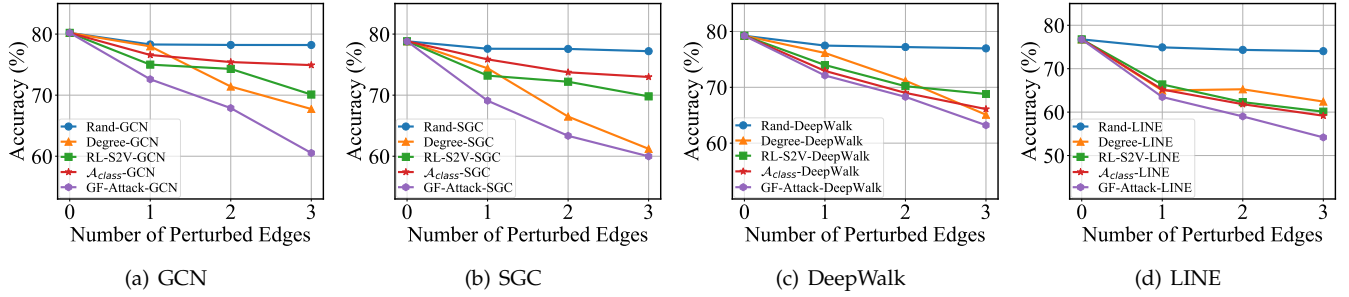 Accuracy (%)
80
70
60
Rand-GCN
Degree-GCN
RL-S2V-GCN
𝒜class-GCN
GF-Attack-GCN
0 1 2 3
Number of Perturbed Edges
(a) GCN
Accuracy (%)
80
70
60
Rand-SGC
Degree-SGC
RL-S2V-SGC
𝒜class-SGC
GF-Attack-SGC
0 1 2 3
Number of Perturbed Edges
(b) SGC
Accuracy (%)
80
70
60
Rand-DeepWalk
Degree-DeepWalk
RL-S2V-DeepWalk
𝒜class-DeepWalk
GF-Attack-DeepWalk
0 1 2 3
Number of Perturbed Edges
(c) DeepWalk
Accuracy (%)
80
70
60
50
Rand-LINE
Degree-LINE
RL-S2V-LINE
𝒜class-LINE
GF-Attack-LINE
0 1 2 3
Number of Perturbed Edges
(d) LINE